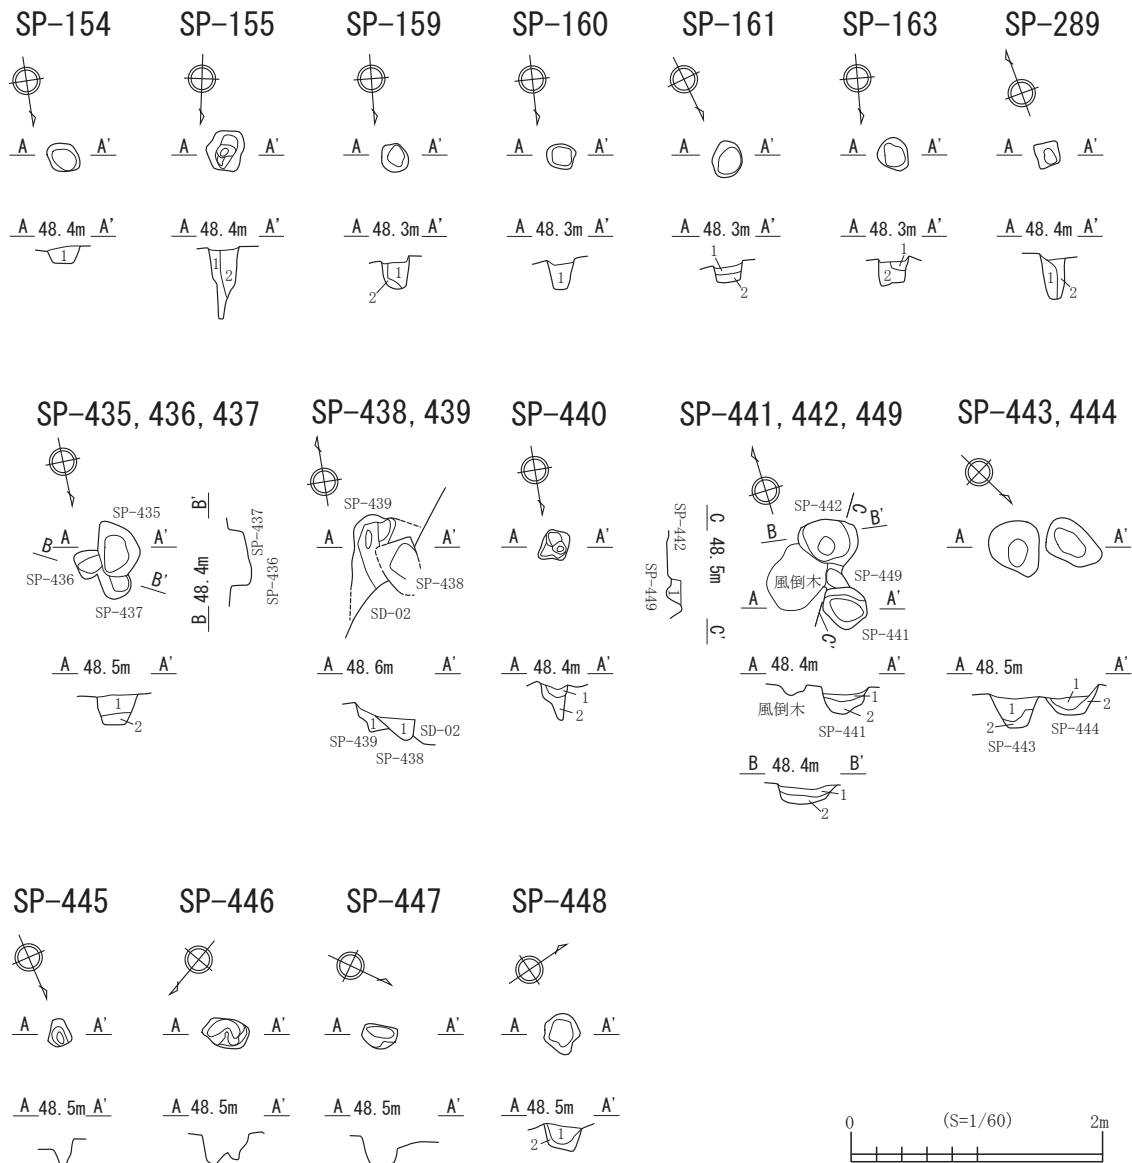 SP-154 SP-155 SP-159 SP-160 SP-161 SP-163 SP-289
A A' A A' A A' A A' A A' A A' A A'
A 48.4m A' A 48.4m A' A 48.3m A' A 48.3m A' A 48.3m A' A 48.3m A' A 48.4m A'
1 1 2 1 2 1 1 2 1 2 1 2
SP-435, 436, 437 SP-438, 439 SP-440 SP-441, 442, 449 SP-443, 444
SP-435
A A'
B B'
SP-436
SP-437
B 48.4m B'
SP-437
SP-436
A 48.5m A'
1
2
SP-439
A A'
SP-438
SD-02
A 48.6m A'
1 1 SD-02
SP-439
SP-438
A A'
A 48.4m A'
1
2
SP-442
SP-449
1
C 48.5m C'
SP-442
C
B B'
風倒木
SP-449
A A'
C'
SP-441
A 48.4m A'
風倒木
1
2
SP-441
B 48.4m B'
1
2
A A'
A 48.5m A'
1 1
2 2
SP-443
SP-444
SP-445 SP-446 SP-447 SP-448
A A' A A' A A' A A'
A 48.5m A' A 48.5m A' A 48.5m A' A 48.5m A'
1
2
0 (S=1/60) 2m